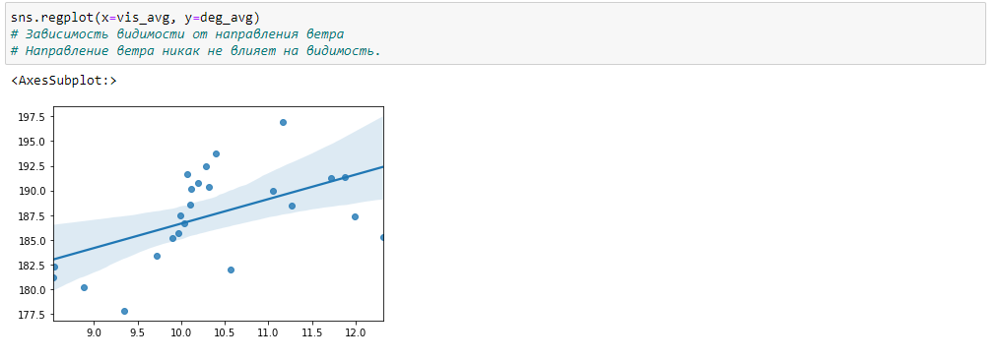 sns.regplot(x=vis_avg, y=deg_avg)
# Зависимость видимости от направления ветра
# Направление ветра никак не влияет на видимость.
<AxesSubplot:>
197.5
195.0
192.5
190.0
187.5
185.0
182.5
180.0
177.5
9.0 9.5 10.0 10.5 11.0 11.5 12.0